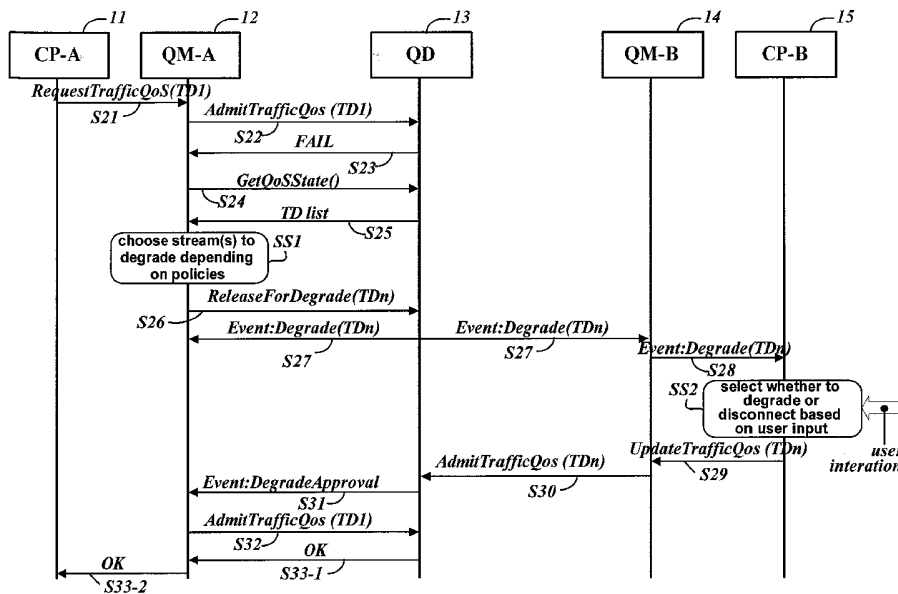 11
12
13
14
15
CP-A
QM-A
QD
QM-B
CP-B
RequestTrafficQoS(TD1)
S21
AdmitTrafficQos (TD1)
S22
FAIL
S23
GetQoSState()
S24
TD list
S25
choose stream(s) to
degrade depending
on policies
SS1
ReleaseForDegrade(TDn)
S26
Event:Degrade(TDn)
S27
Event:Degrade(TDn)
S27
Event:Degrade(TDn)
S28
SS2
select whether to
degrade or
disconnect based
on user input
user
interation
UpdateTrafficQos (TDn)
S29
AdmitTrafficQos (TDn)
S30
Event:DegradeApproval
S31
AdmitTrafficQos (TD1)
S32
OK
S33-1
OK
S33-2